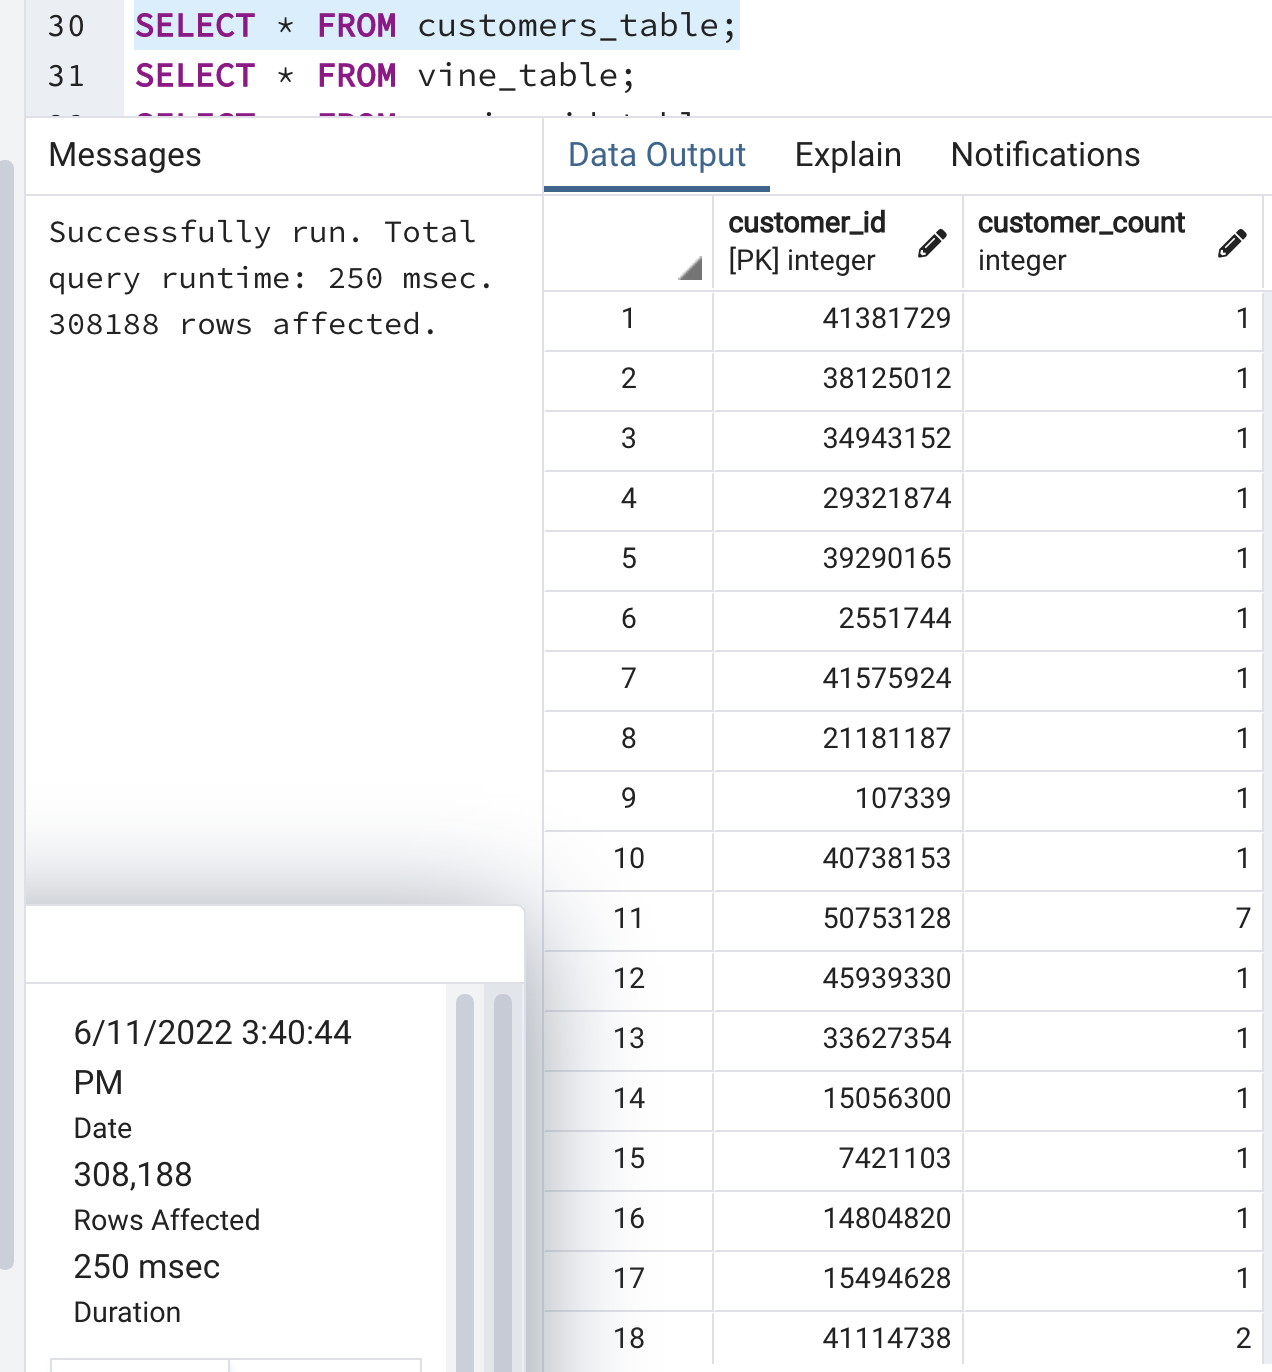 30 SELECT * FROM customers_table;
31 SELECT * FROM vine_table;
Messages
Data Output Explain Notifications
Successfully run. Total
query runtime: 250 msec.
308188 rows affected.
customer_id customer_count
[PK] integer integer
1 41381729 1
2 38125012 1
3 34943152 1
4 29321874 1
5 39290165 1
6 2551744 1
7 41575924 1
8 21181187 1
9 107339 1
10 40738153 1
11 50753128 7
12 45939330 1
13 33627354 1
14 15056300 1
15 7421103 1
16 14804820 1
17 15494628 1
18 41114738 2
6/11/2022 3:40:44
PM
Date
308,188
Rows Affected
250 msec
Duration